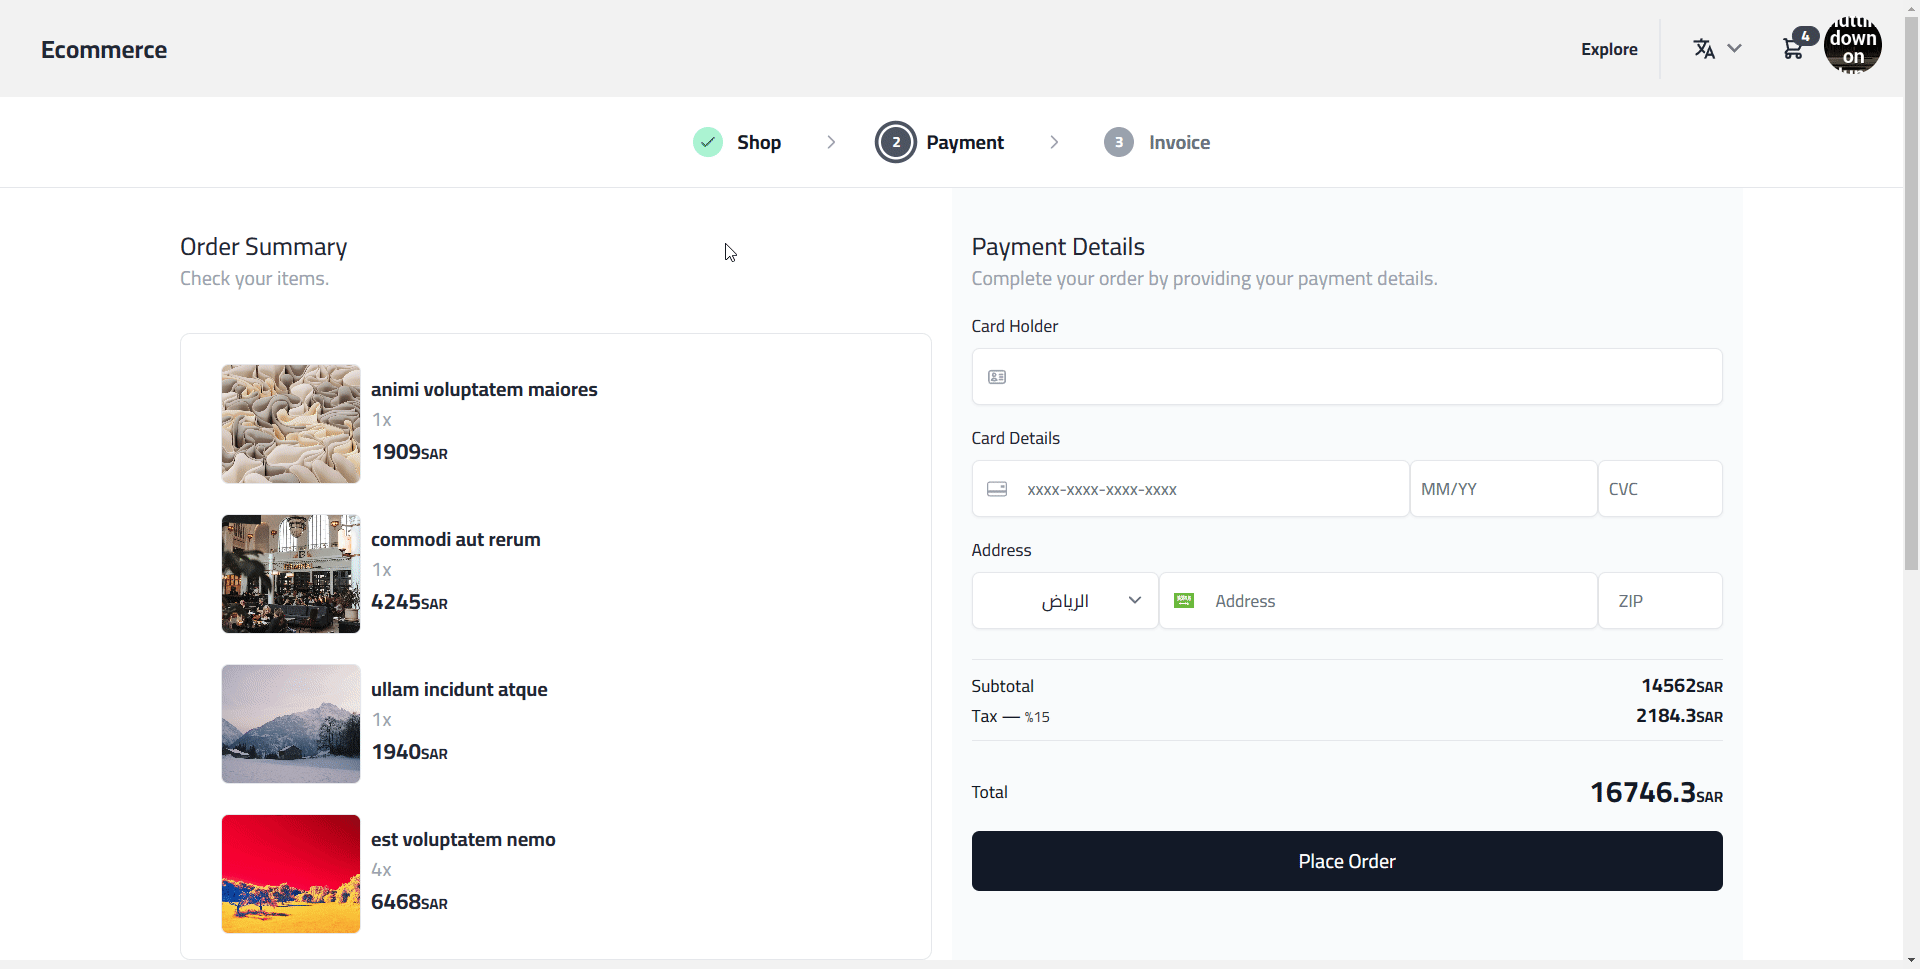 Ecommerce
Explore
4
down
on
Shop
2
Payment
3
Invoice
Order Summary
Check your items.
animi voluptatem maiores
1x
1909SAR
commodi aut rerum
1x
4245SAR
ullam incidunt atque
1x
1940SAR
est voluptatem nemo
4x
6468SAR
Payment Details
Complete your order by providing your payment details.
Card Holder
Card Details
xxxx-xxxx-xxxx-xxxx
MM/YY
CVC
Address
الرياض
Address
ZIP
Subtotal
14562SAR
Tax — %15
2184.3SAR
Total
16746.3SAR
Place Order